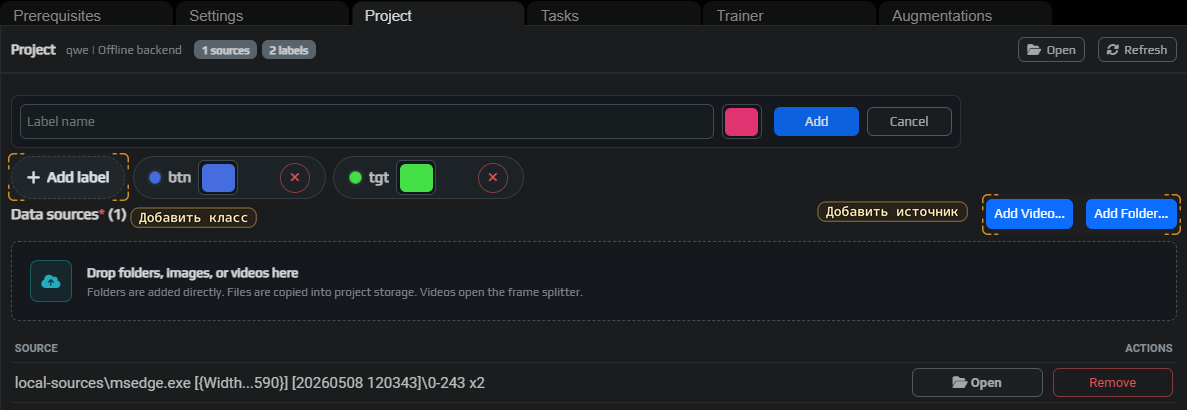 Prerequisites Settings Project Tasks Trainer Augmentations
Project qwe | Offline backend 1 sources 2 labels Open Refresh
Label name Add Cancel
+ Add label btn tgt
Data sources* (1) Добавить класс Добавить источник Add Video... Add Folder...
Drop folders, images, or videos here
Folders are added directly. Files are copied into project storage. Videos open the frame splitter.
SOURCE ACTIONS
local-sources\msedge.exe [{Width...590}] [20260508 120343]\0-243 x2 Open Remove